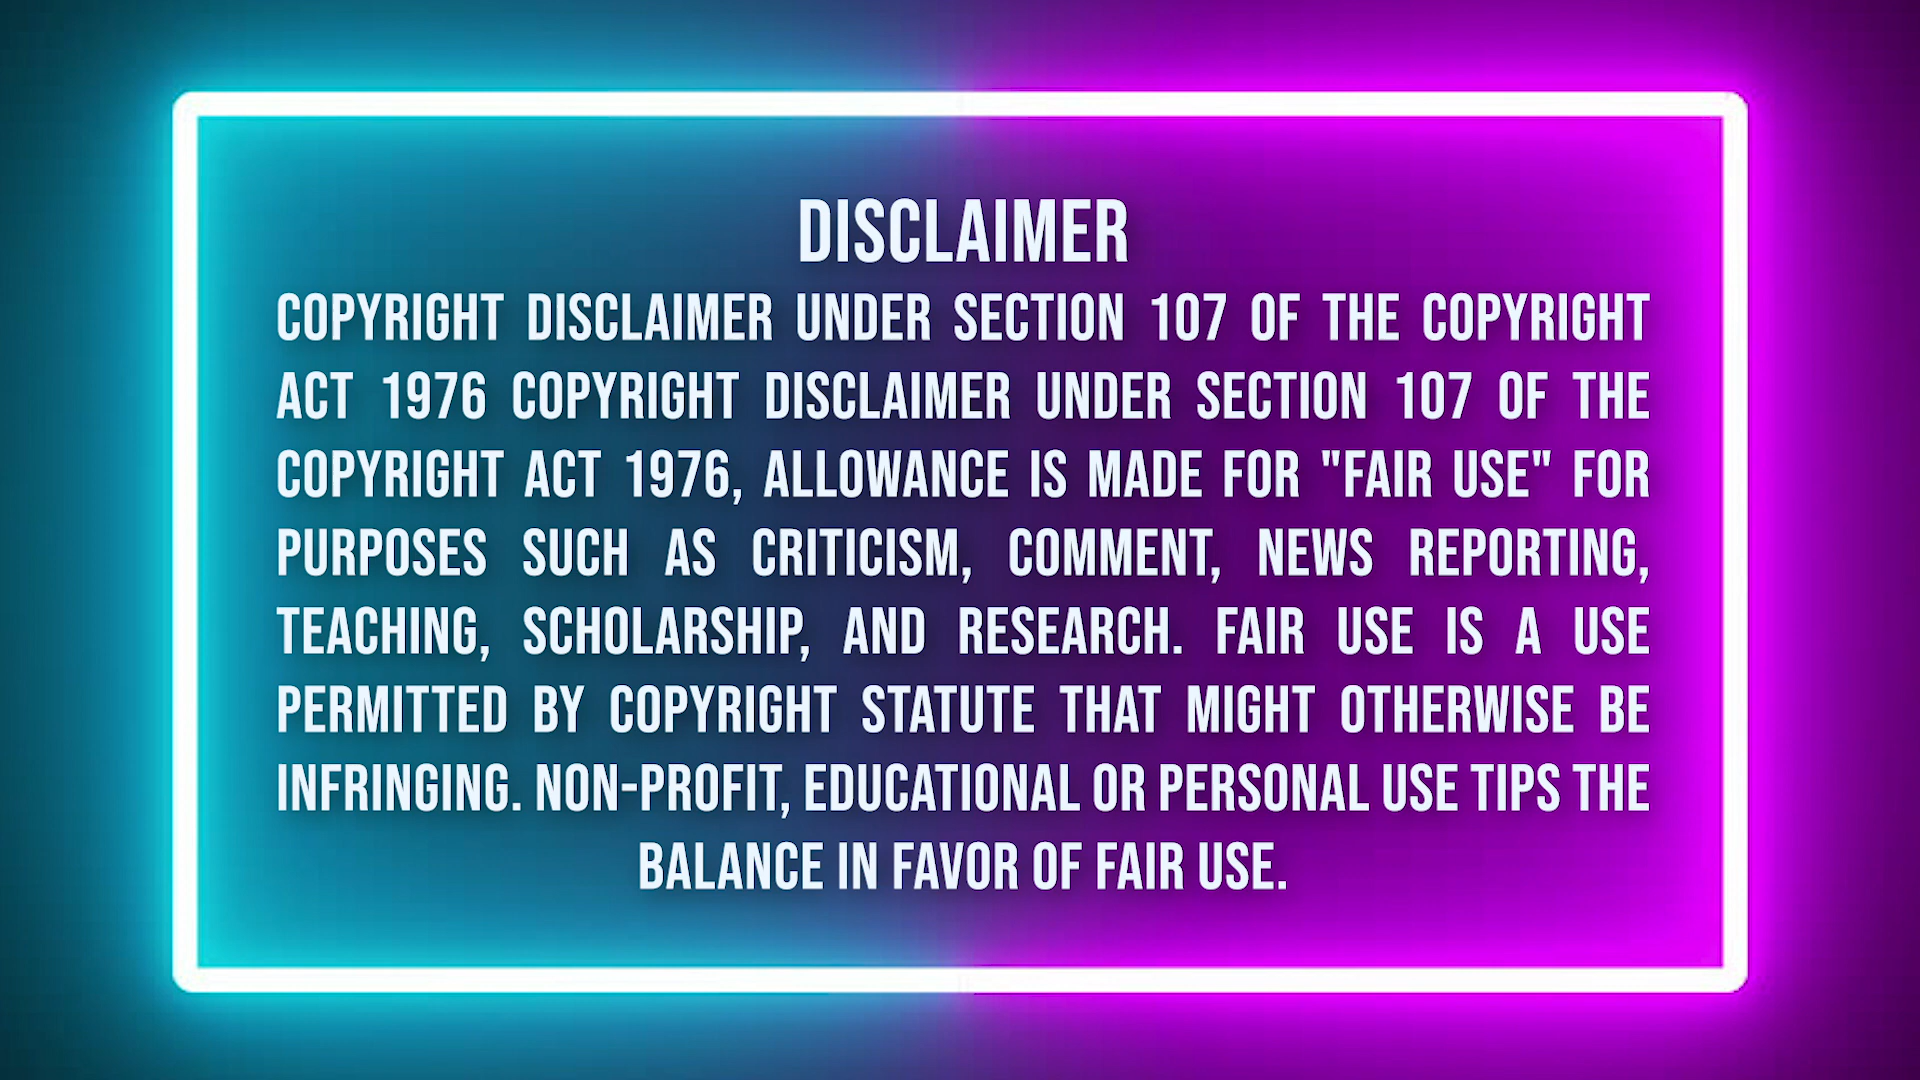 DISCLAIMER
COPYRIGHT DISCLAIMER UNDER SECTION 107 OF THE COPYRIGHT
ACT 1976 COPYRIGHT DISCLAIMER UNDER SECTION 107 OF THE
COPYRIGHT ACT 1976, ALLOWANCE IS MADE FOR "FAIR USE" FOR
PURPOSES SUCH AS CRITICISM, COMMENT, NEWS REPORTING,
TEACHING, SCHOLARSHIP, AND RESEARCH. FAIR USE IS A USE
PERMITTED BY COPYRIGHT STATUTE THAT MIGHT OTHERWISE BE
INFRINGING. NON-PROFIT, EDUCATIONAL OR PERSONAL USE TIPS THE
BALANCE IN FAVOR OF FAIR USE.